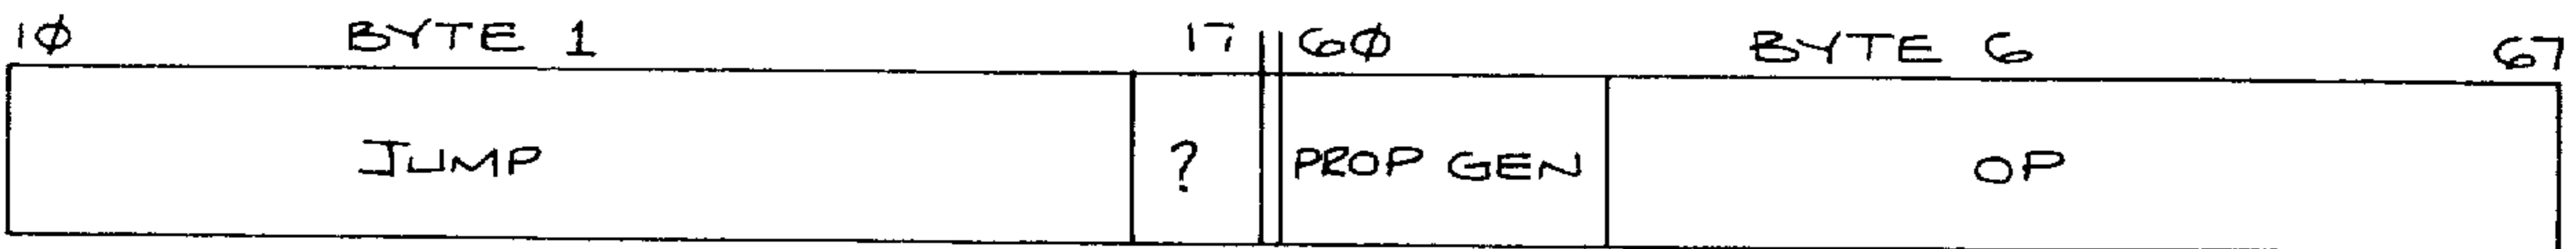 1Ø BYTE 1 17 6Ø BYTE 6 67
JUMP ? PROP GEN OP